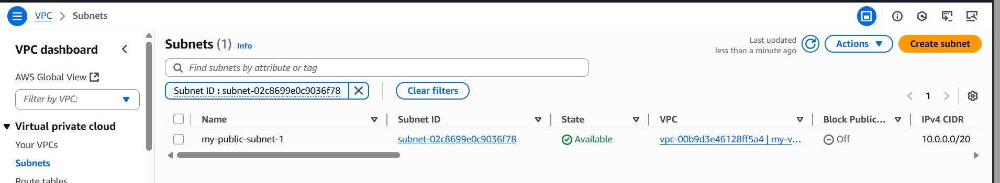 VPC > Subnets
VPC dashboard
AWS Global View
Filter by VPC:
Virtual private cloud
Your VPCs
Subnets
Route tables
Subnets (1) Info
Last updated
less than a minute ago
Actions
Create subnet
Find subnets by attribute or tag
Subnet ID : subnet-02c8699e0c9036f78
Clear filters
1
Name Subnet ID State VPC Block Public... IPv4 CIDR
my-public-subnet-1 subnet-02c8699e0c9036f78 Available vpc-00b9d3e46128ff5a4 | my-v... Off 10.0.0.0/20